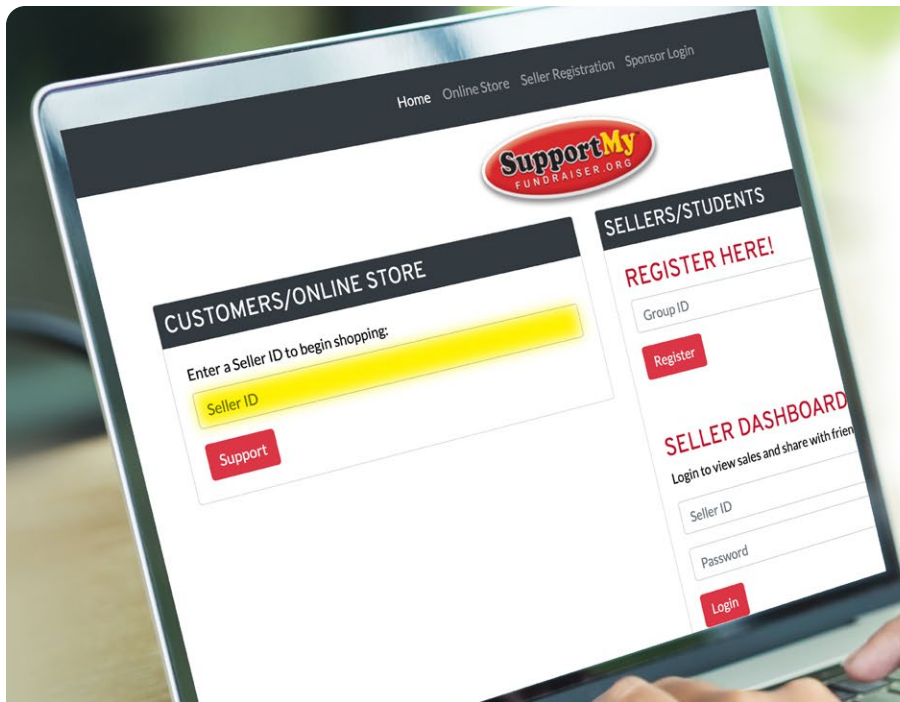 Home Online Store Seller Registration Sponsor Login
SupportMy
FUNDRAISER.ORG
CUSTOMERS/ONLINE STORE
Enter a Seller ID to begin shopping:
Seller ID
Support
SELLERS/STUDENTS
REGISTER HERE!
Group ID
Register
SELLER DASHBOARD
Login to view sales and share with frien
Seller ID
Password
Login